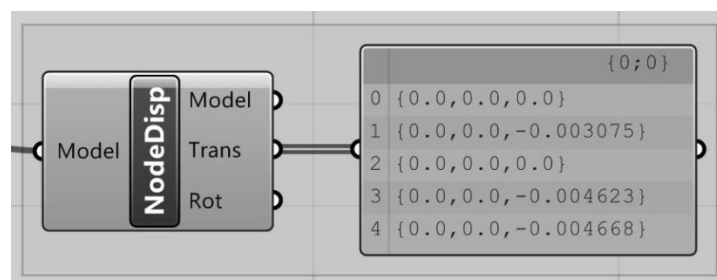 NodeDisp
Model
Model
Trans
Rot
{0;0}
0 {0.0,0.0,0.0}
1 {0.0,0.0,-0.003075}
2 {0.0,0.0,0.0}
3 {0.0,0.0,-0.004623}
4 {0.0,0.0,-0.004668}